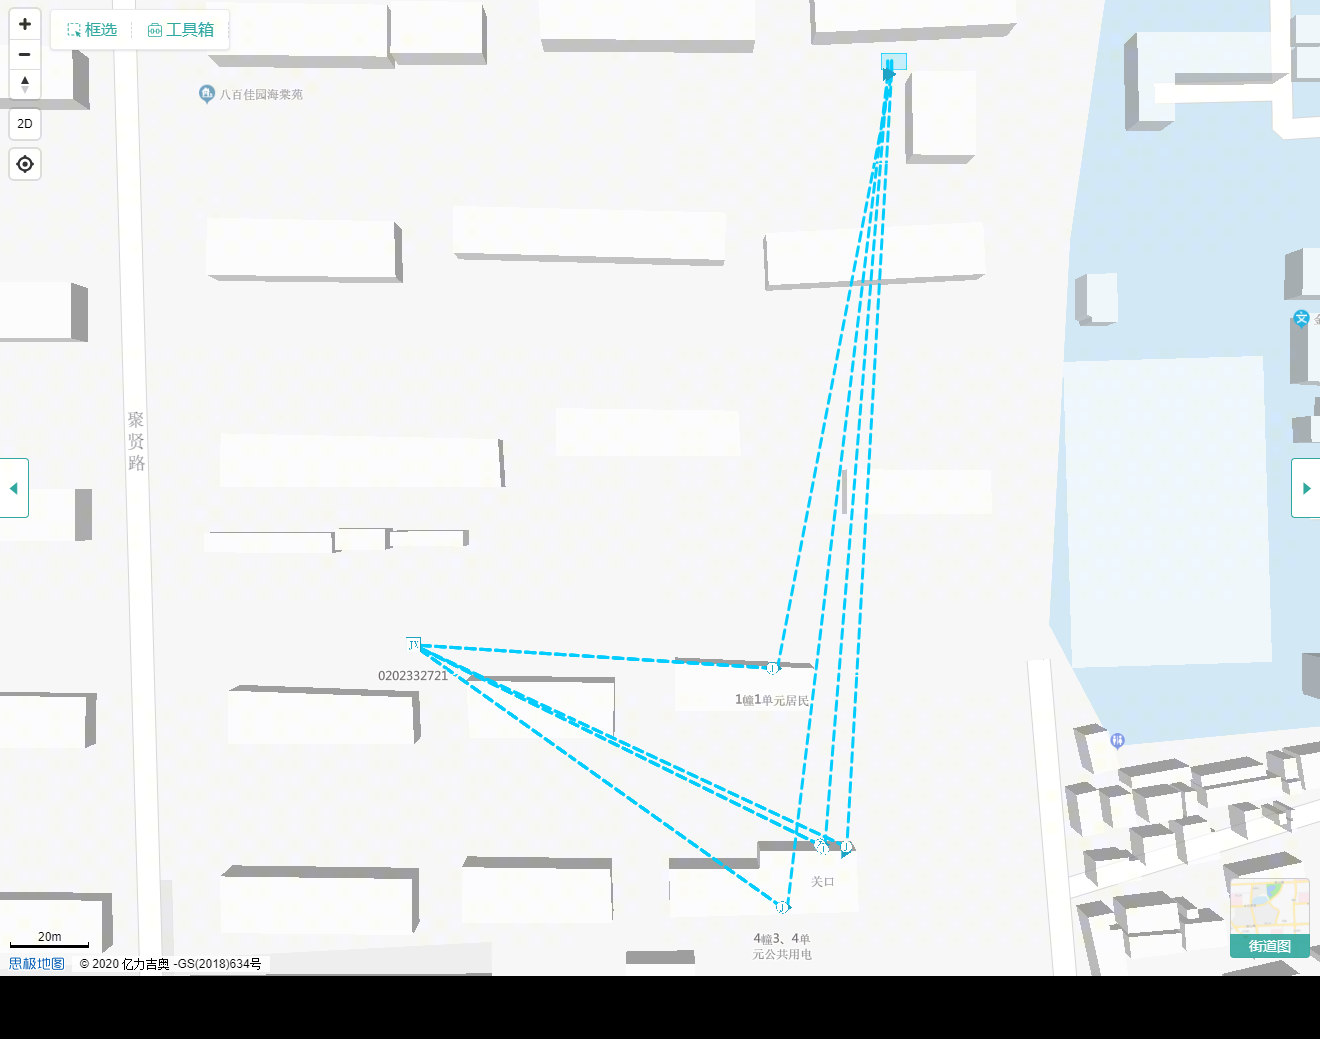 框选
工具箱
八百佳园海棠苑
2D
文
聚
贤
路
JX
0202332721
1幢1单元居民
关口
4幢3、4单
元公共用电
20m
思极地图
© 2020 亿力吉奥 -GS(2018)634号
街道图